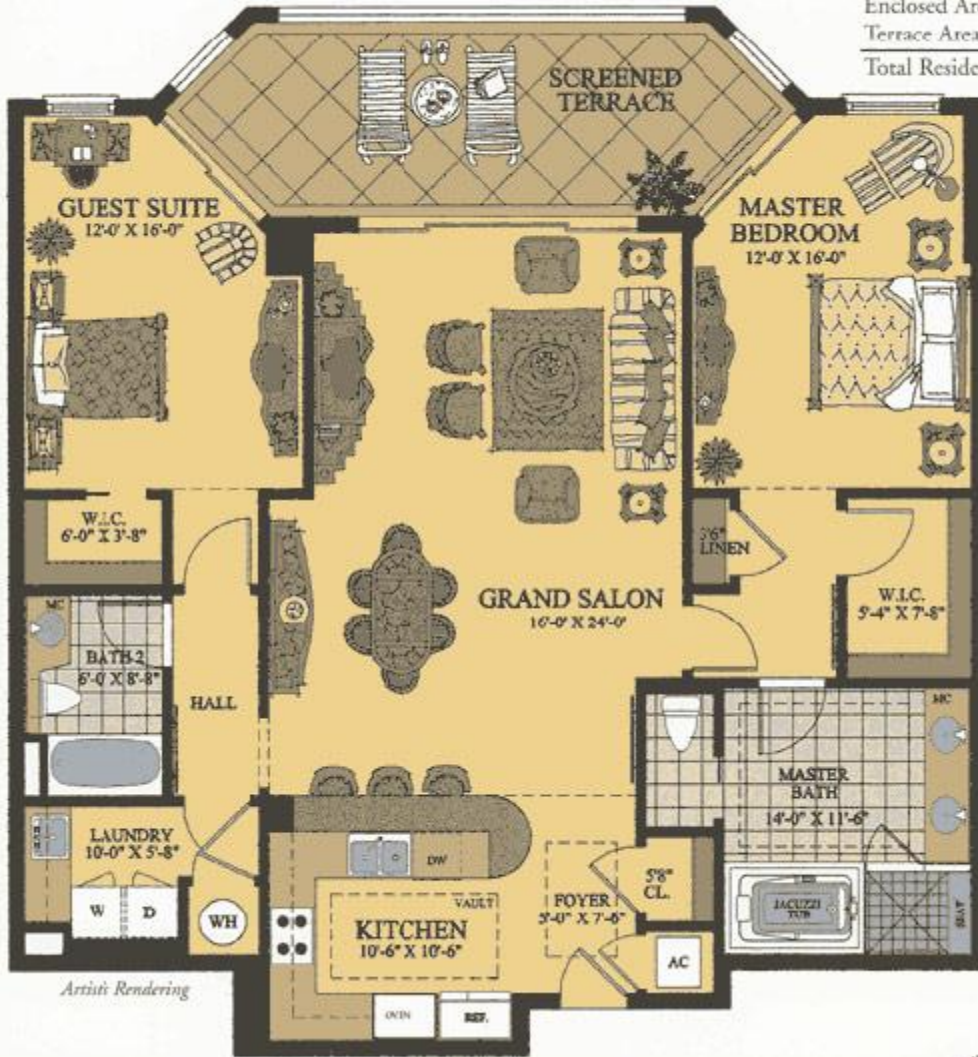 Enclosed Ar
Terrace Area
Total Reside
SCREENED
TERRACE
GUEST SUITE
12'-0" X 16'-0"
MASTER
BEDROOM
12'-0" X 16'-0"
W.I.C.
6'-0" X 3'-8"
LINEN
GRAND SALON
16'-0" X 24'-0"
W.I.C.
5'-4" X 7'-8"
MC
BATH 2
6'-0 X 8'-8"
HALL
MC
MASTER
BATH
14'-0" X 11'-6"
LAUNDRY
10'-0" X 5'-8"
W
D
WH
DW
VAULT
KITCHEN
10'-6" X 10'-6"
FOYER
5'-0" X 7'-6"
5'8"
CL.
JACUZZI
TUB
SEAT
AC
OVEN
REF.
Artist's Rendering